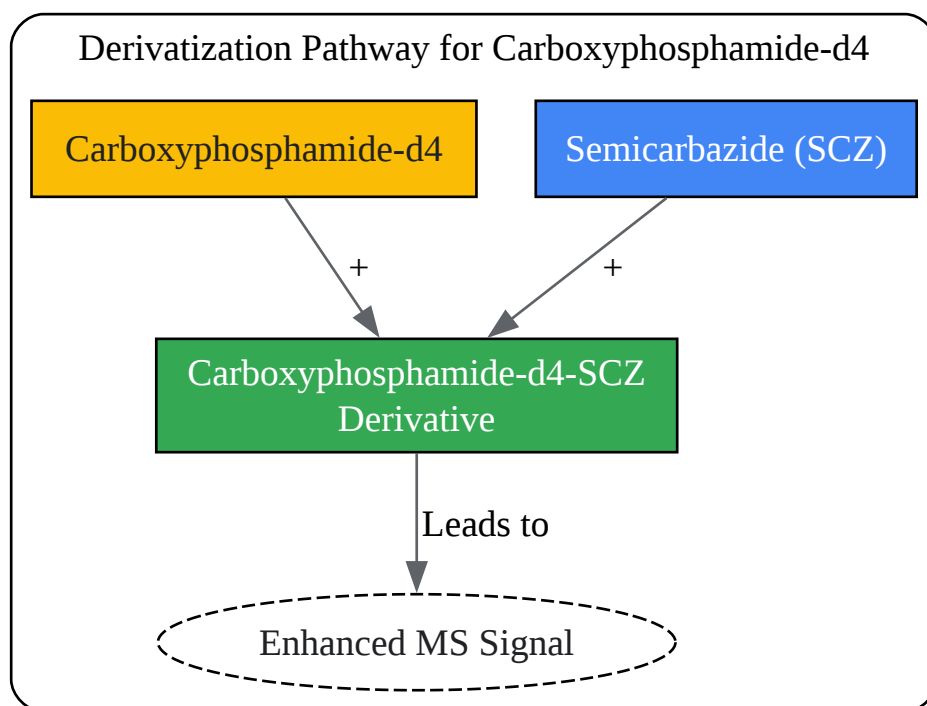 Derivatization Pathway for Carboxyphosphamide-d4
Carboxyphosphamide-d4
Semicarbazide (SCZ)
+
+
Carboxyphosphamide-d4-SCZ
Derivative
Leads to
Enhanced MS Signal